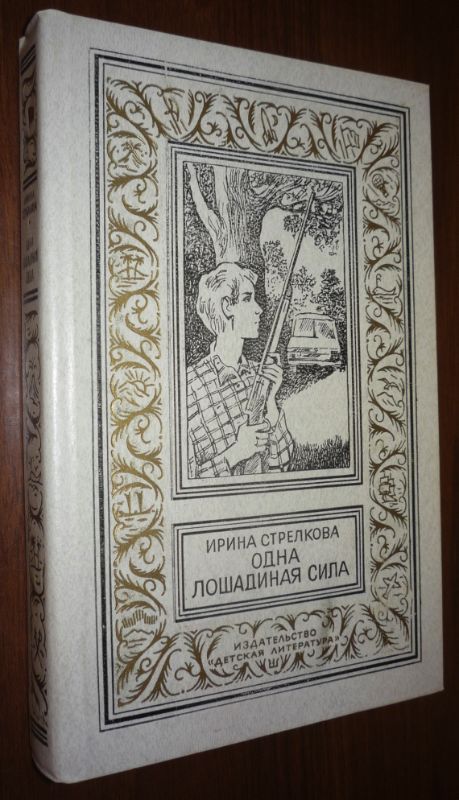 ИРИНА СТРЕЛКОВА
ОДНА
ЛОШАДИНАЯ СИЛА
ИЗДАТЕЛЬСТВО
«ДЕТСКАЯ ЛИТЕРАТУРА»